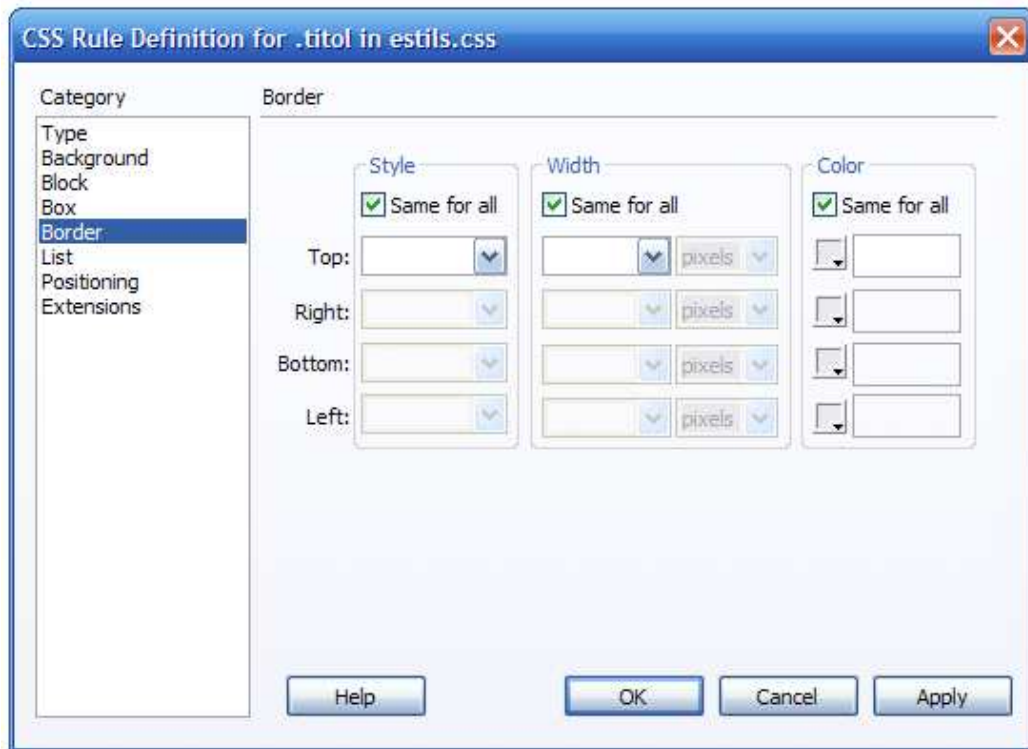 CSS Rule Definition for .titol in estils.css
Category
Type
Background
Block
Box
Border
List
Positioning
Extensions
Border
Style
Width
Color
Same for all
Same for all
Same for all
Top:
pixels
Right:
pixels
Bottom:
pixels
Left:
pixels
Help
OK
Cancel
Apply